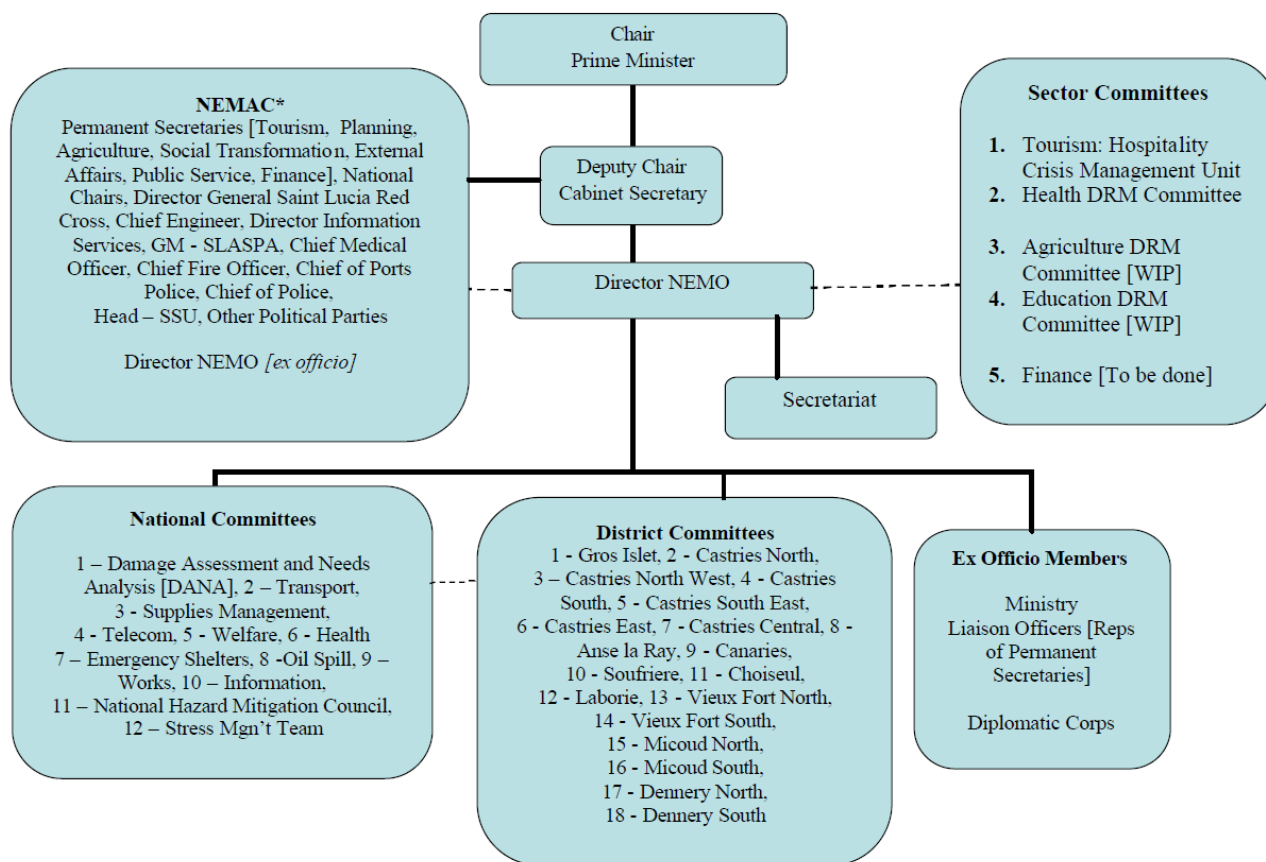 Chair
Prime Minister
NEMAC*
Permanent Secretaries [Tourism, Planning,
Agriculture, Social Transformation, External
Affairs, Public Service, Finance], National
Chairs, Director General Saint Lucia Red
Cross, Chief Engineer, Director Information
Services, GM - SLASPA, Chief Medical
Officer, Chief Fire Officer, Chief of Ports
Police, Chief of Police,
Head – SSU, Other Political Parties
Director NEMO [ex officio]
Deputy Chair
Cabinet Secretary
Director NEMO
Secretariat
Sector Committees
1. Tourism: Hospitality
Crisis Management Unit
2. Health DRM Committee
3. Agriculture DRM
Committee [WIP]
4. Education DRM
Committee [WIP]
5. Finance [To be done]
National Committees
1 – Damage Assessment and Needs
Analysis [DANA], 2 – Transport,
3 - Supplies Management,
4 - Telecom, 5 - Welfare, 6 - Health
7 – Emergency Shelters, 8 -Oil Spill, 9 –
Works, 10 – Information,
11 – National Hazard Mitigation Council,
12 – Stress Mgn’t Team
District Committees
1 - Gros Islet, 2 - Castries North,
3 – Castries North West, 4 - Castries
South, 5 - Castries South East,
6 - Castries East, 7 - Castries Central, 8 -
Anse la Ray, 9 - Canaries,
10 - Soufriere, 11 - Choiseul,
12 - Laborie, 13 - Vieux Fort North,
14 - Vieux Fort South,
15 - Micoud North,
16 - Micoud South,
17 - Dennery North,
18 - Dennery South
Ex Officio Members
Ministry
Liaison Officers [Reps
of Permanent
Secretaries]
Diplomatic Corps